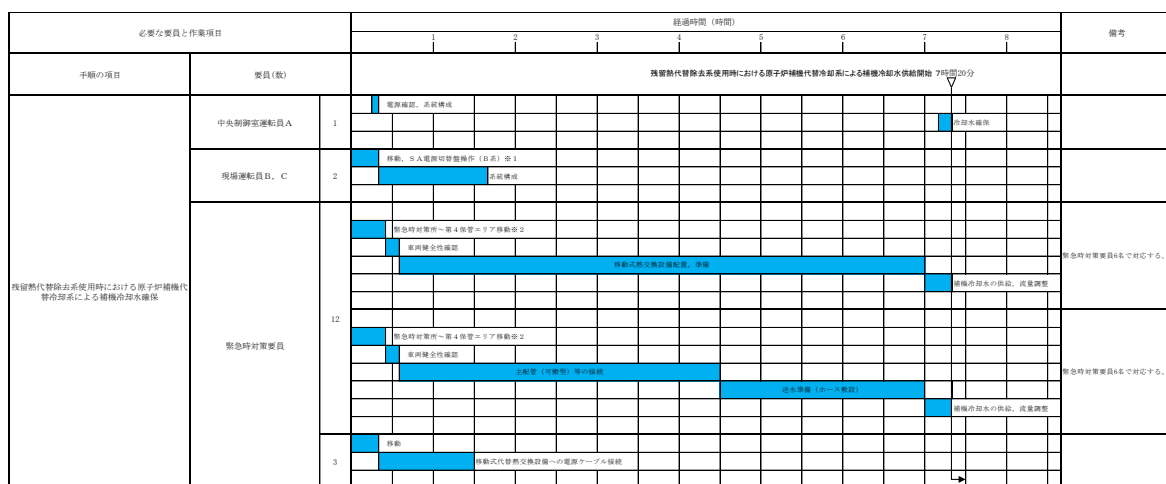 必要な要員と作業項目
経過時間（時間）
備考
1 2 3 4 5 6 7 8
手順の項目
要員(数)
残留熱代替除去系使用時における原子炉補機代替冷却系による補機冷却水供給開始 7時間20分
残留熱代替除去系使用時における原子炉補機代
替冷却系による補機冷却水確保
中央制御室運転員A
1
電源確認，系統構成
冷却水確保
現場運転員B，C
2
移動，SA電源切替盤操作（B系）※1
系統構成
緊急時対策要員
12
緊急時対策所～第4保管エリア移動※2
車両健全性確認
移動式熱交換設備配置，準備
補機冷却水の供給，流量調整
緊急時対策要員6名で対応する。
緊急時対策所～第4保管エリア移動※2
車両健全性確認
主配管（可搬型）等の接続
送水準備（ホース敷設）
補機冷却水の供給，流量調整
緊急時対策要員6名で対応する。
3
移動
移動式代替熱交換設備への電源ケーブル接続